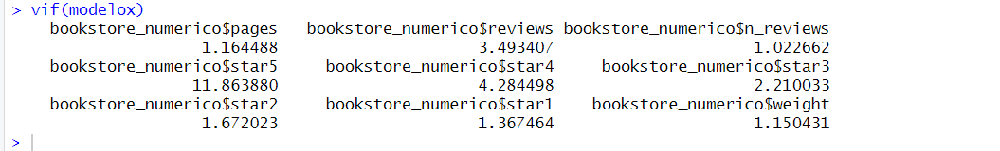 > vif(modelox)
bookstore_numerico$pages bookstore_numerico$reviews bookstore_numerico$n_reviews
1.164488 3.493407 1.022662
bookstore_numerico$star5 bookstore_numerico$star4 bookstore_numerico$star3
11.863880 4.284498 2.210033
bookstore_numerico$star2 bookstore_numerico$star1 bookstore_numerico$weight
1.672023 1.367464 1.150431
>